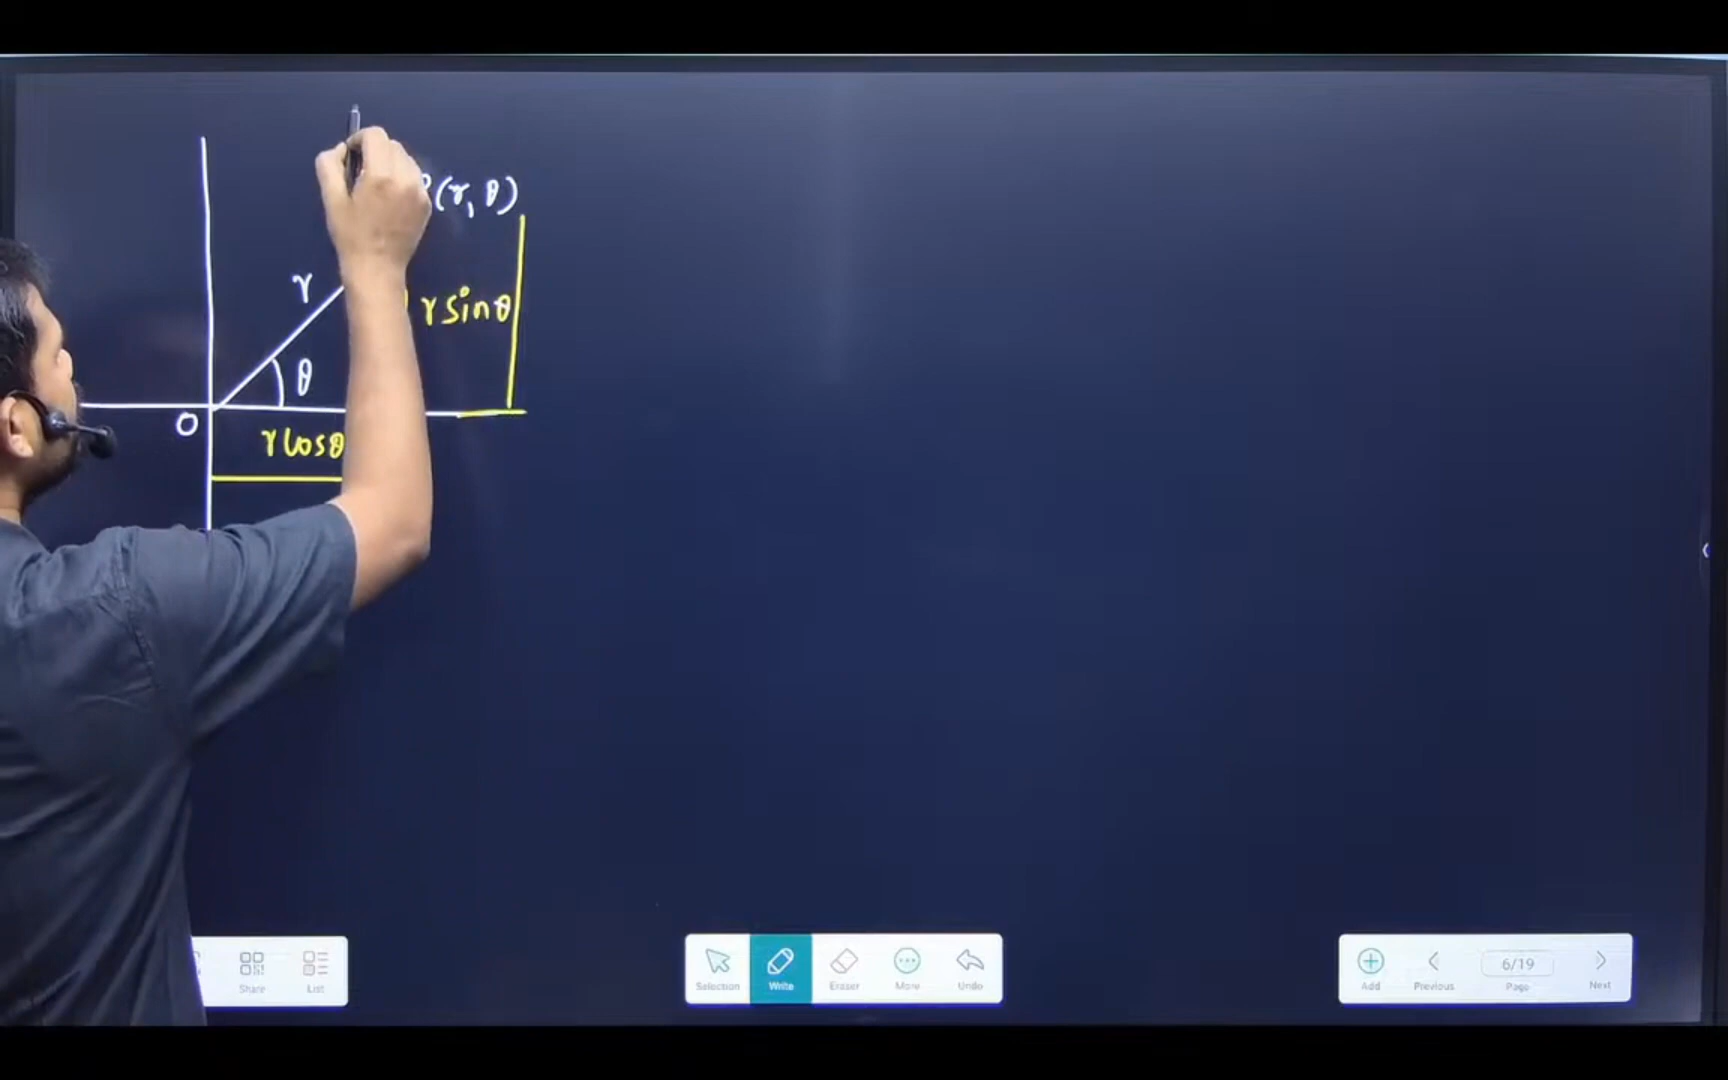 (r, θ)
r
r sinθ
θ
O
r cosθ
Share
List
Selection
Write
Eraser
More
Undo
Add
Previous
6/19
Page
Next